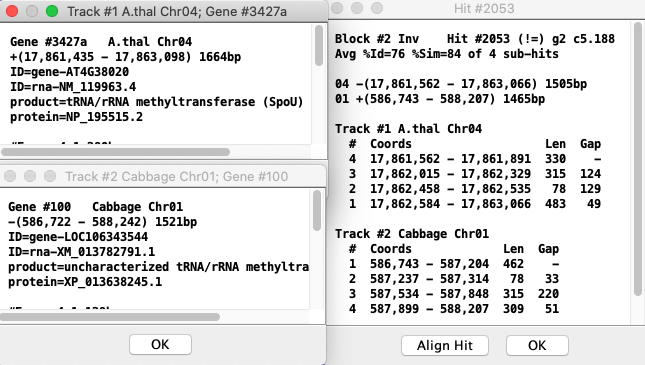 Track #1 A.thal Chr04; Gene #3427a
Gene #3427a A.thal Chr04
+(17,861,435 - 17,863,098) 1664bp
ID=gene-AT4G38020
ID=rna-NM_119963.4
product=tRNA/rRNA methyltransferase (SpoU)
protein=NP_195515.2
Track #2 Cabbage Chr01; Gene #100
Gene #100 Cabbage Chr01
-(586,722 - 588,242) 1521bp
ID=gene-LOC106343544
ID=rna-XM_013782791.1
product=uncharacterized tRNA/rRNA methyltra
protein=XP_013638245.1
OK
Hit #2053
Block #2 Inv Hit #2053 (!=) g2 c5.188
Avg %Id=76 %Sim=84 of 4 sub-hits
04 -(17,861,562 - 17,863,066) 1505bp
01 +(586,743 - 588,207) 1465bp
Track #1 A.thal Chr04
# Coords Len Gap
4 17,861,562 - 17,861,891 330 -
3 17,862,015 - 17,862,329 315 124
2 17,862,458 - 17,862,535 78 129
1 17,862,584 - 17,863,066 483 49
Track #2 Cabbage Chr01
# Coords Len Gap
1 586,743 - 587,204 462 -
2 587,237 - 587,314 78 33
3 587,534 - 587,848 315 220
4 587,899 - 588,207 309 51
Align Hit OK